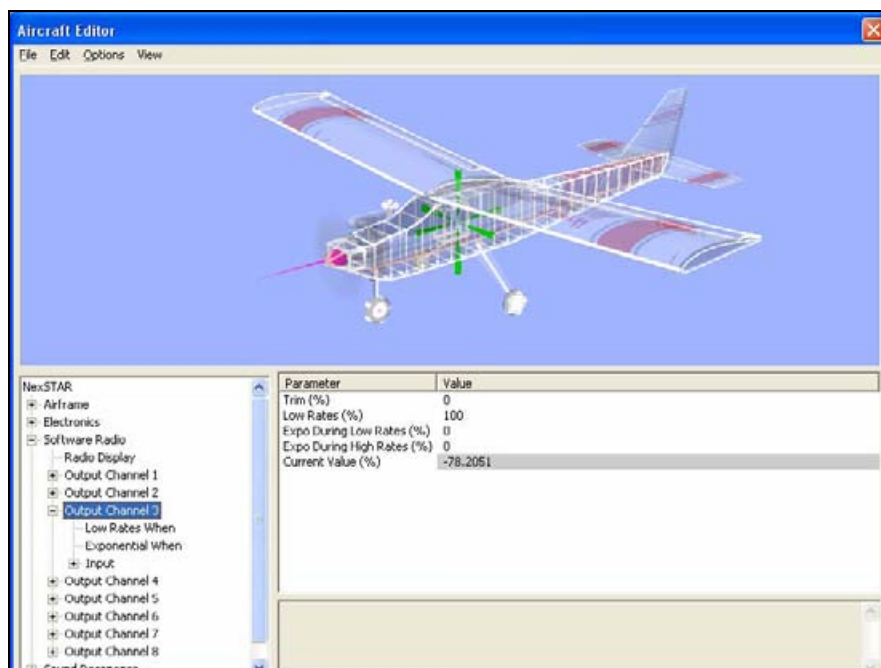 Aircraft Editor
File Edit Options View
NexSTAR
Airframe
Electronics
Software Radio
Radio Display
Output Channel 1
Output Channel 2
Output Channel 3
Low Rates When
Exponential When
Input
Output Channel 4
Output Channel 5
Output Channel 6
Output Channel 7
Output Channel 8
Parameter Value
Trim (%) 0
Low Rates (%) 100
Expo During Low Rates (%) 0
Expo During High Rates (%) 0
Current Value (%) -78.2051